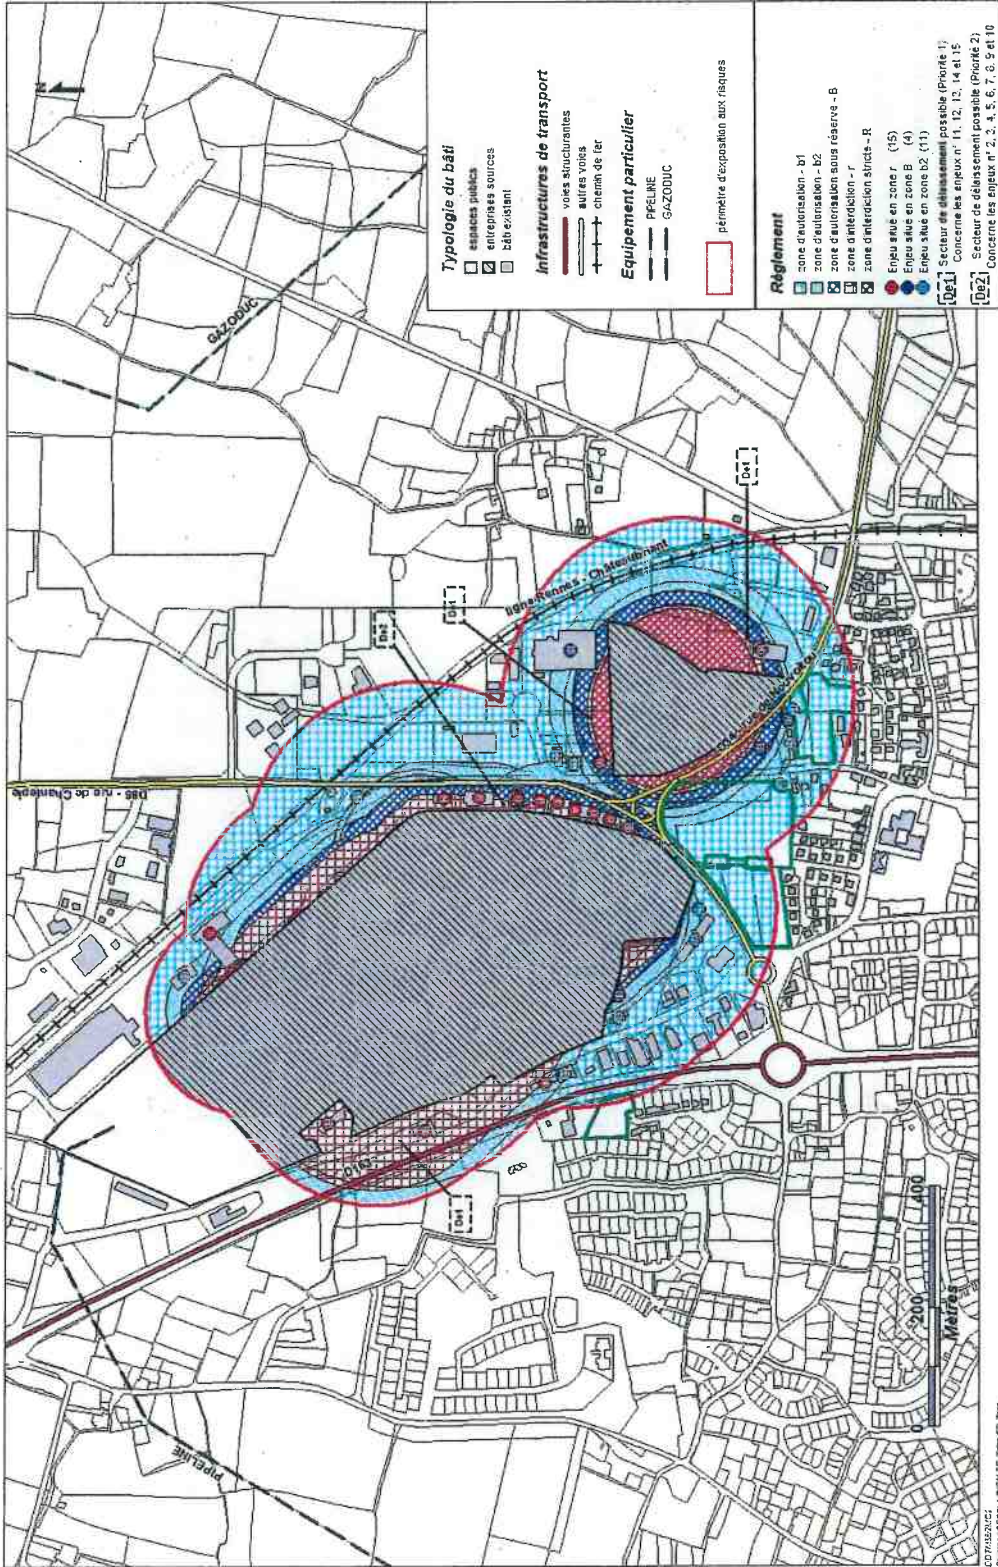 N
D86 - rue de Chantepie
GAZODUC
PIPELINE
ligne Rennes - Châteaubriant
D163
De1
De2
De1
De1
0 200 400
Mètres
Typologie du bâti
espaces publics
entreprises sources
bâti existant
Infrastructures de transport
voies structurantes
autres voies
chemin de fer
Equipement particulier
PIPELINE
GAZODUC
périmètre d'exposition aux risques
Règlement
zone d'autorisation - b1
zone d'autorisation - b2
zone d'autorisation sous réserve - B
zone d'interdiction - r
zone d'interdiction stricte - R
Enjeu situé en zone r (15)
Enjeu situé en zone B (4)
Enjeu situé en zone b2 (11)
De1 Secteur de délaissement possible (Priorité 1)
Concerne les enjeux n° 11, 12, 13, 14 et 15
De2 Secteur de délaissement possible (Priorité 2)
Concerne les enjeux n° 2, 3, 4, 5, 6, 7, 8, 9 et 10